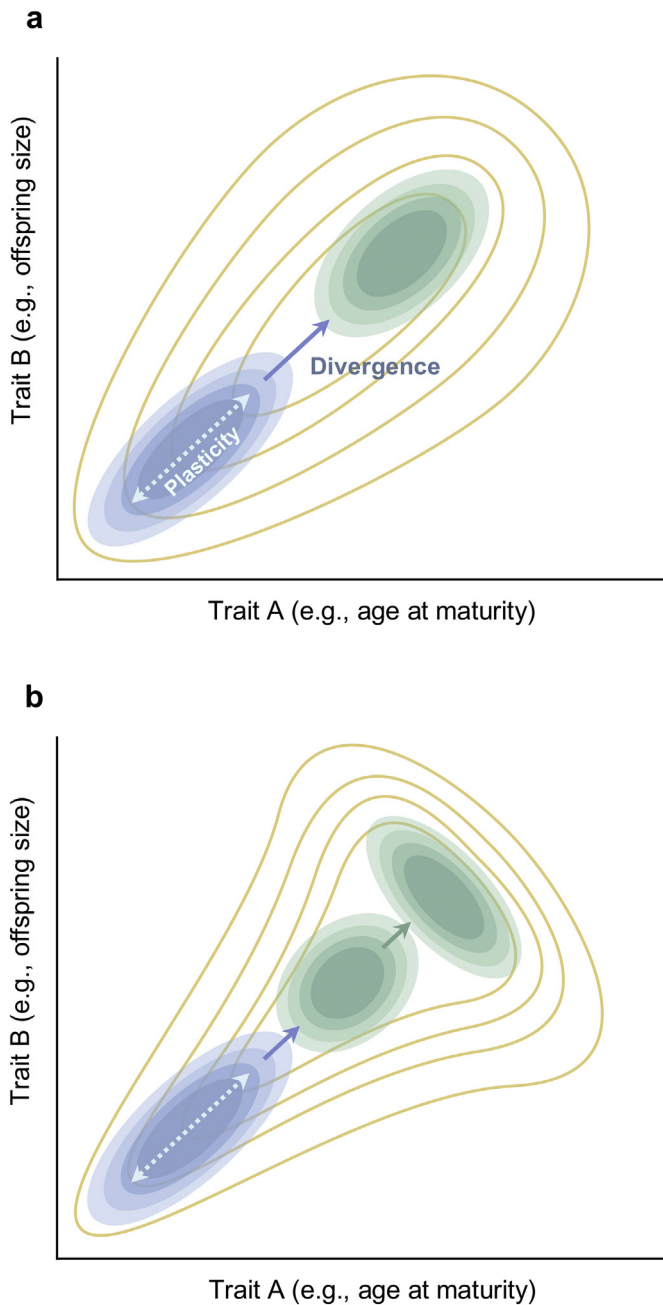 a
Trait B (e.g., offspring size)
Divergence
Plasticity
Trait A (e.g., age at maturity)
b
Trait B (e.g., offspring size)
Trait A (e.g., age at maturity)